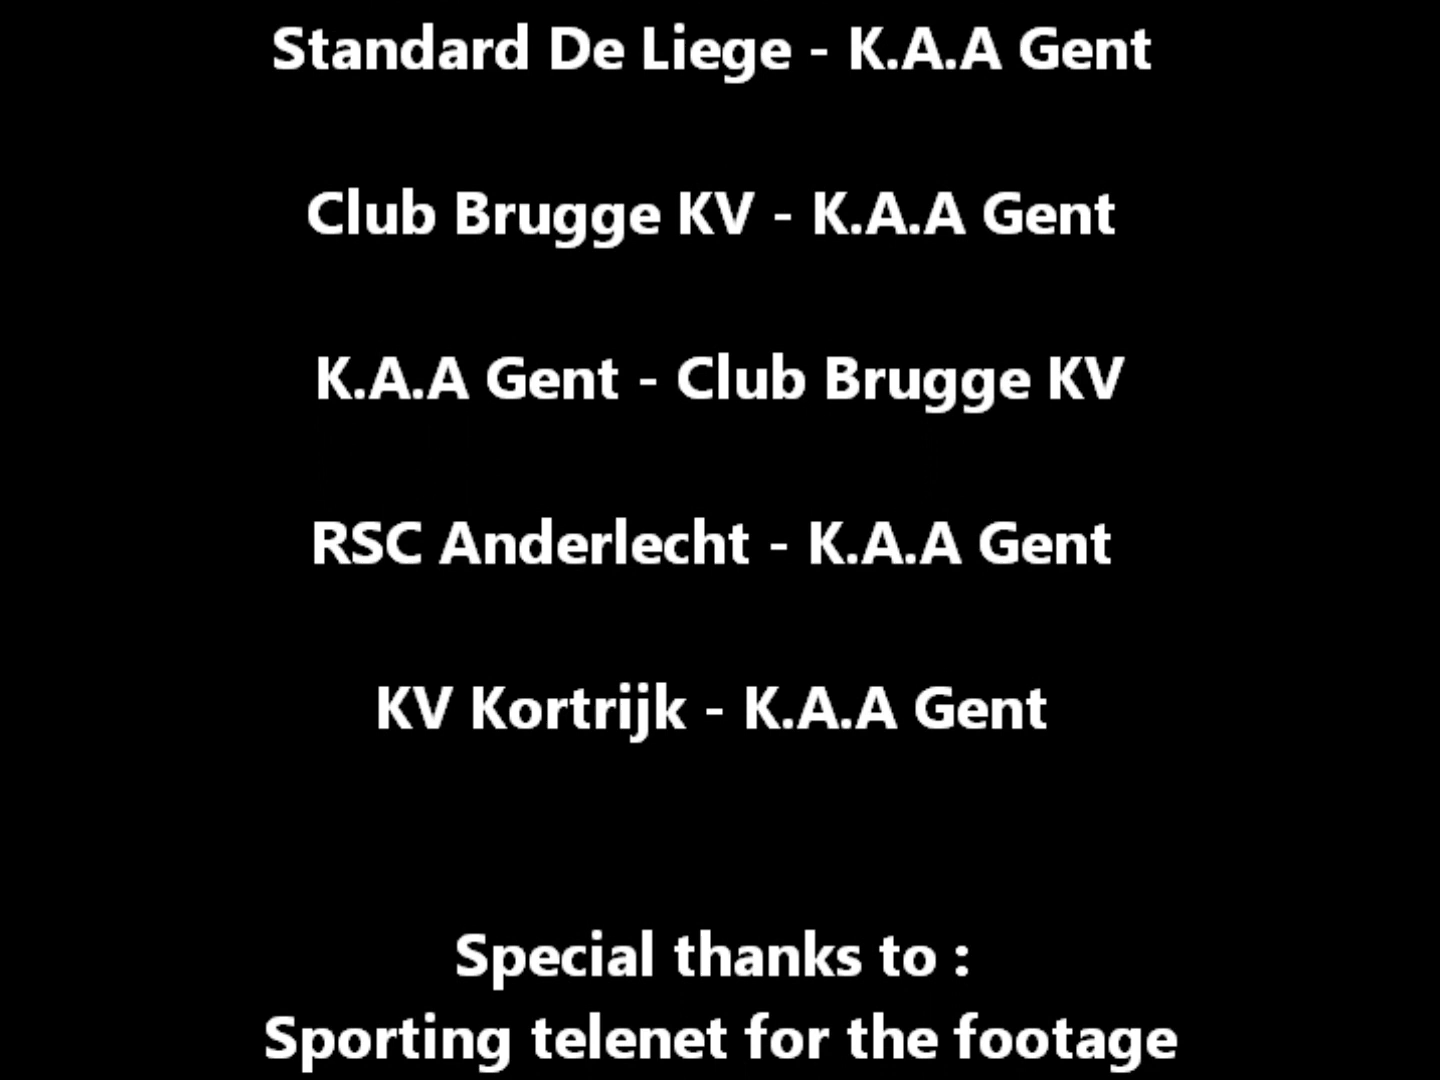 Standard De Liege - K.A.A Gent
Club Brugge KV - K.A.A Gent
K.A.A Gent - Club Brugge KV
RSC Anderlecht - K.A.A Gent
KV Kortrijk - K.A.A Gent
Special thanks to :
Sporting telenet for the footage